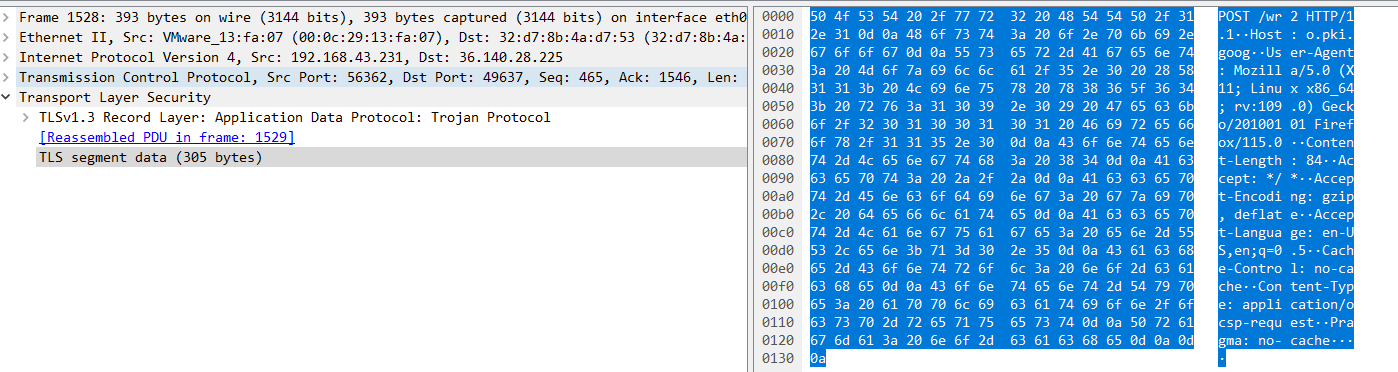 Frame 1528: 393 bytes on wire (3144 bits), 393 bytes captured (3144 bits) on interface eth0
Ethernet II, Src: VMware_13:fa:07 (00:0c:29:13:fa:07), Dst: 32:d7:8b:4a:d7:53 (32:d7:8b:4a:
Internet Protocol Version 4, Src: 192.168.43.231, Dst: 36.140.28.225
Transmission Control Protocol, Src Port: 56362, Dst Port: 49637, Seq: 465, Ack: 1546, Len:
Transport Layer Security
TLSv1.3 Record Layer: Application Data Protocol: Trojan Protocol
[Reassembled PDU in frame: 1529]
TLS segment data (305 bytes)
0000 50 4f 53 54 20 2f 77 72 32 20 48 54 54 50 2f 31 POST /wr 2 HTTP/1
0010 2e 31 0d 0a 48 6f 73 74 3a 20 6f 2e 70 6b 69 2e .1··Host : o.pki.
0020 67 6f 6f 67 0d 0a 55 73 65 72 2d 41 67 65 6e 74 goog··Us er-Agent
0030 3a 20 4d 6f 7a 69 6c 6c 61 2f 35 2e 30 20 28 58 : Mozill a/5.0 (X
0040 31 31 3b 20 4c 69 6e 75 78 20 78 38 36 5f 36 34 11; Linu x x86_64
0050 3b 20 72 76 3a 31 30 39 2e 30 29 20 47 65 63 6b ; rv:109 .0) Geck
0060 6f 2f 32 30 31 30 30 31 30 31 20 46 69 72 65 66 o/201001 01 Firef
0070 6f 78 2f 31 31 35 2e 30 0d 0a 43 6f 6e 74 65 6e ox/115.0 ··Conten
0080 74 2d 4c 65 6e 67 74 68 3a 20 38 34 0d 0a 41 63 t-Length : 84··Ac
0090 63 65 70 74 3a 20 2a 2f 2a 0d 0a 41 63 63 65 70 cept: */ *··Accep
00a0 74 2d 45 6e 63 6f 64 69 6e 67 3a 20 67 7a 69 70 t-Encodi ng: gzip
00b0 2c 20 64 65 66 6c 61 74 65 0d 0a 41 63 63 65 70 , deflat e··Accep
00c0 74 2d 4c 61 6e 67 75 61 67 65 3a 20 65 6e 2d 55 t-Langua ge: en-U
00d0 53 2c 65 6e 3b 71 3d 30 2e 35 0d 0a 43 61 63 68 S,en;q=0 .5··Cach
00e0 65 2d 43 6f 6e 74 72 6f 6c 3a 20 6e 6f 2d 63 61 e-Contro l: no-ca
00f0 63 68 65 0d 0a 43 6f 6e 74 65 6e 74 2d 54 79 70 che··Con tent-Typ
0100 65 3a 20 61 70 70 6c 69 63 61 74 69 6f 6e 2f 6f e: appli cation/o
0110 63 73 70 2d 72 65 71 75 65 73 74 0d 0a 50 72 61 csp-requ est··Pra
0120 67 6d 61 3a 20 6e 6f 2d 63 61 63 68 65 0d 0a 0d gma: no- cache···
0130 0a ·